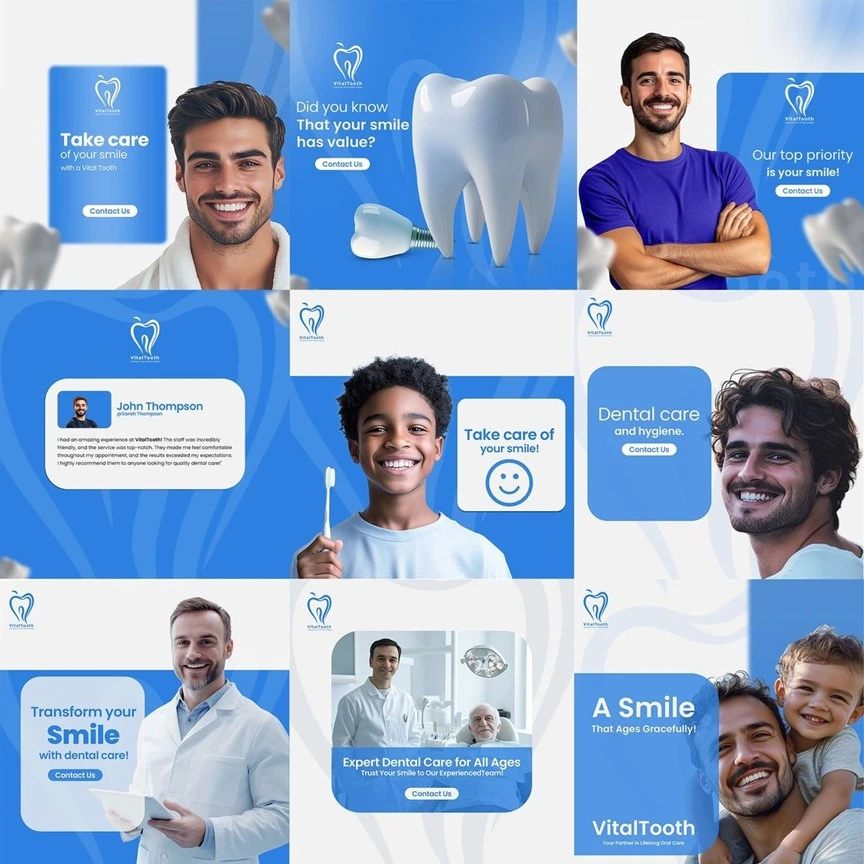 VitalTooth
Take care
of your smile
with a Vital Tooth
Contact Us
Did you know
That your smile
has value?
Contact Us
VitalTooth
Our top priority
is your smile!
Contact Us
VitalTooth
John Thompson
@Sarah Thompson
I had an amazing experience at VitalTooth! The staff was incredibly
friendly, and the service was top-notch. They made me feel comfortable
throughout my appointment, and the results exceeded my expectations.
I highly recommend them to anyone looking for quality dental care!"
VitalTooth
Take care of
your smile!
VitalTooth
Dental care
and hygiene.
Contact Us
VitalTooth
Transform your
Smile
with dental care!
Contact Us
VitalTooth
Expert Dental Care for All Ages
Trust Your Smile to Our ExperiencedTeam!
Contact Us
VitalTooth
A Smile
That Ages Gracefully!
VitalTooth
Your Partner in Lifelong Oral Care